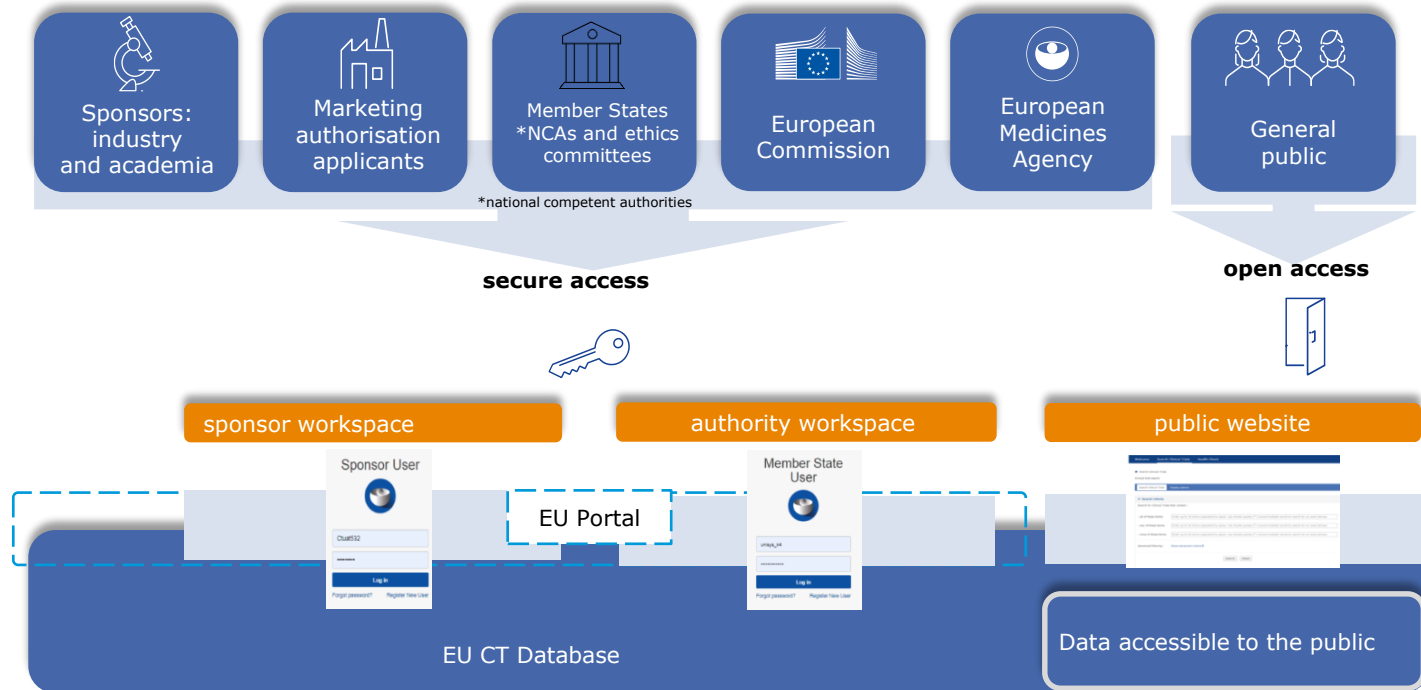 Sponsors:
industry
and academia
Marketing
authorisation
applicants
Member States
*NCAs and ethics
committees
European
Commission
European
Medicines
Agency
General
public
*national competent authorities
secure access
open access
sponsor workspace
authority workspace
public website
Sponsor User
Member State
User
EU Portal
Log in
Forgot password?
Register New User
Log in
Forgot password?
Register New User
EU CT Database
Data accessible to the public